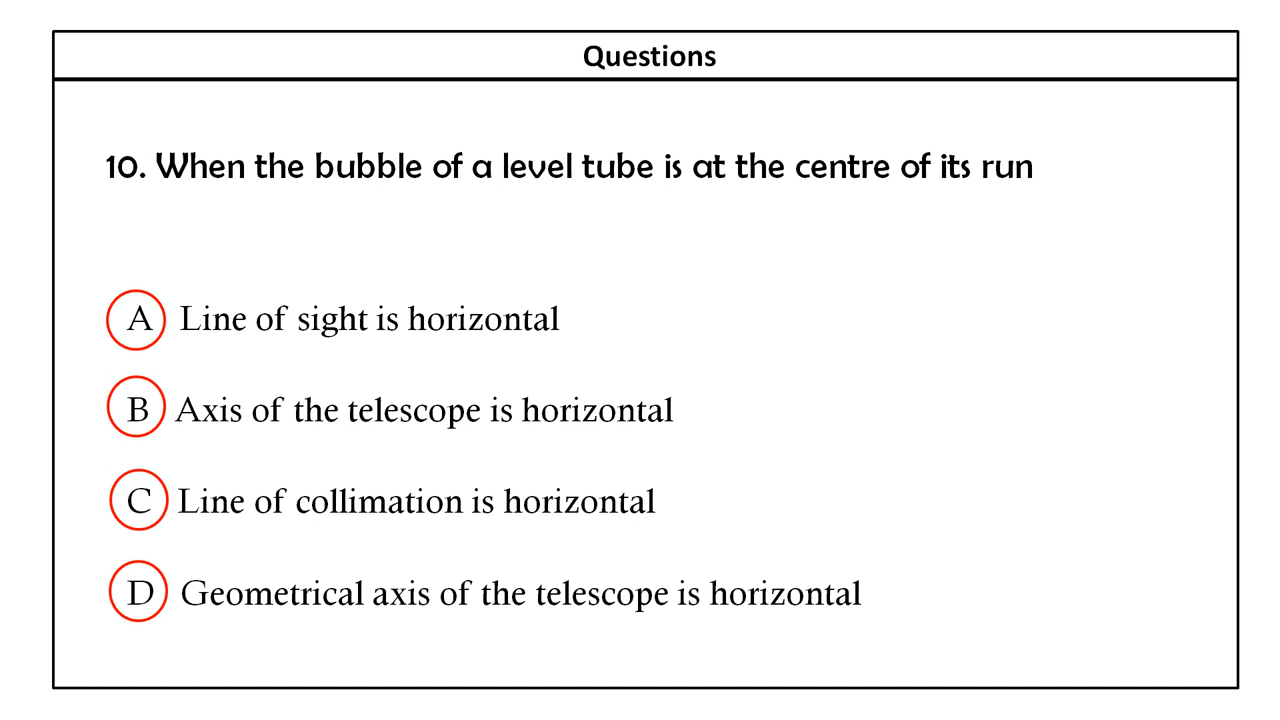 Questions
10. When the bubble of a level tube is at the centre of its run
A Line of sight is horizontal
B Axis of the telescope is horizontal
C Line of collimation is horizontal
D Geometrical axis of the telescope is horizontal